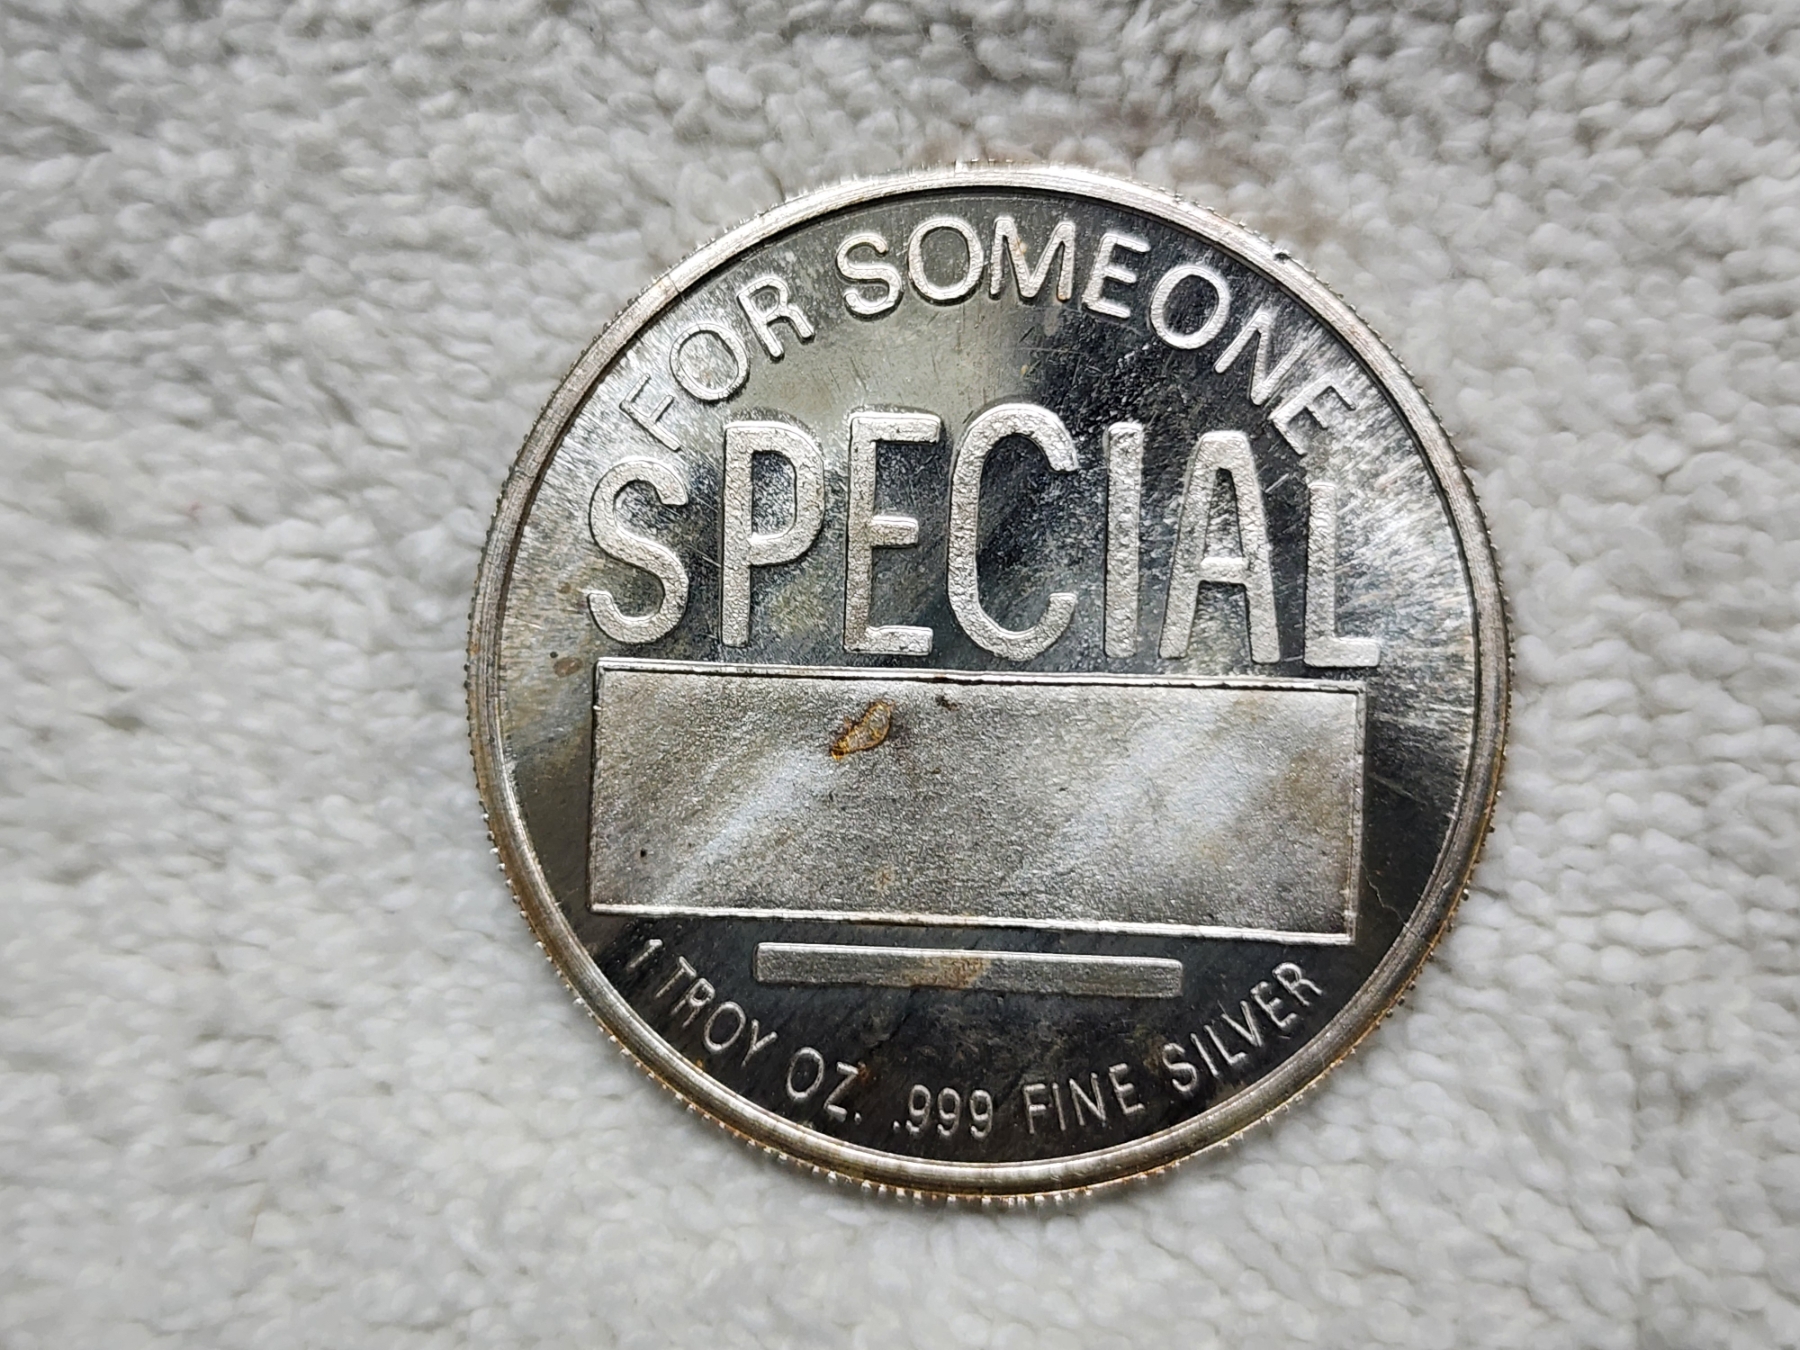 FOR SOMEONE
SPECIAL
1 TROY OZ. .999 FINE SILVER